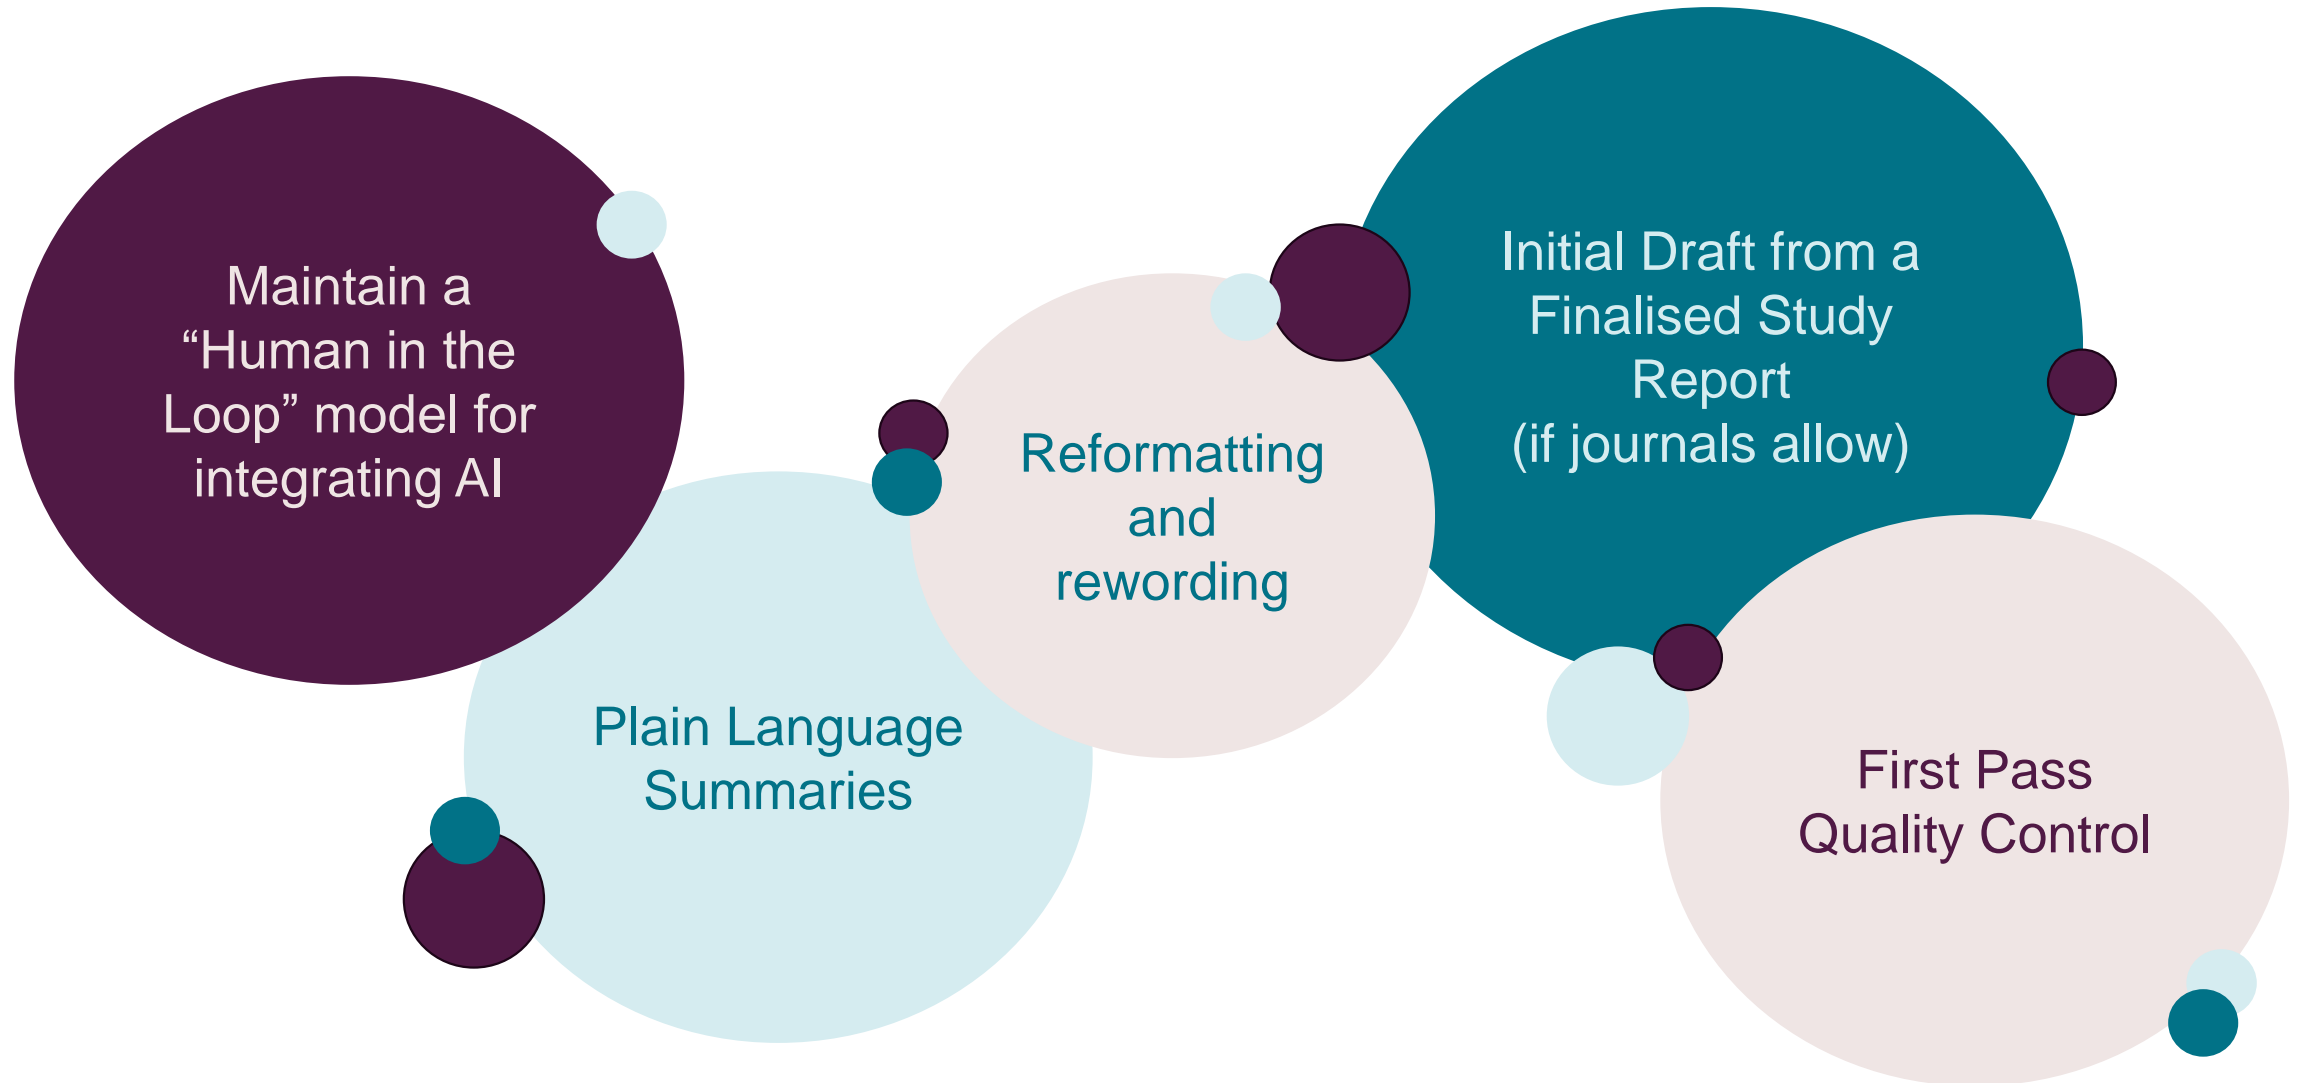 Maintain a
“Human in the
Loop” model for
integrating AI
Plain Language
Summaries
Reformatting
and
rewording
Initial Draft from a
Finalised Study
Report
(if journals allow)
First Pass
Quality Control